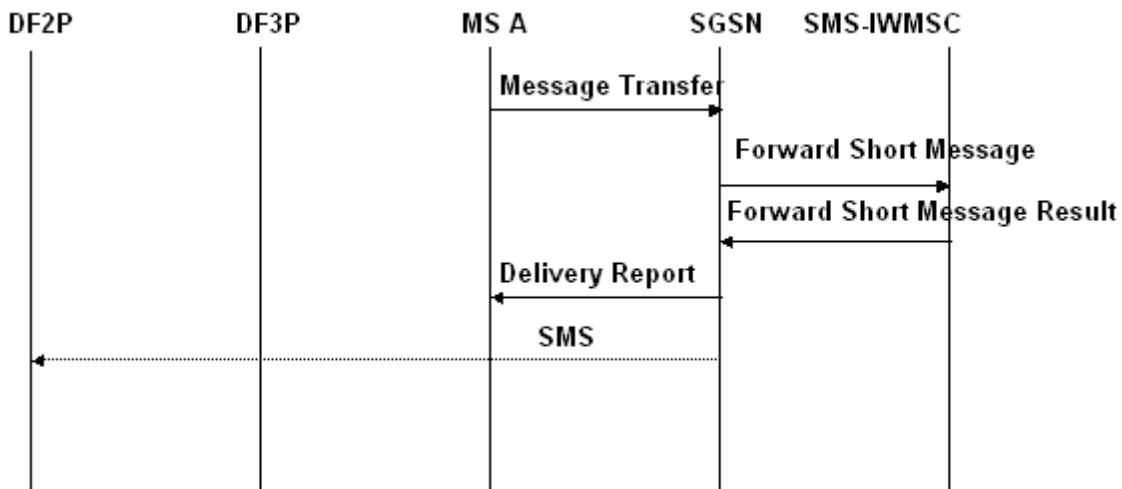 DF2P DF3P MS A SGSN SMS-IWMSC
Message Transfer
Forward Short Message
Forward Short Message Result
Delivery Report
SMS